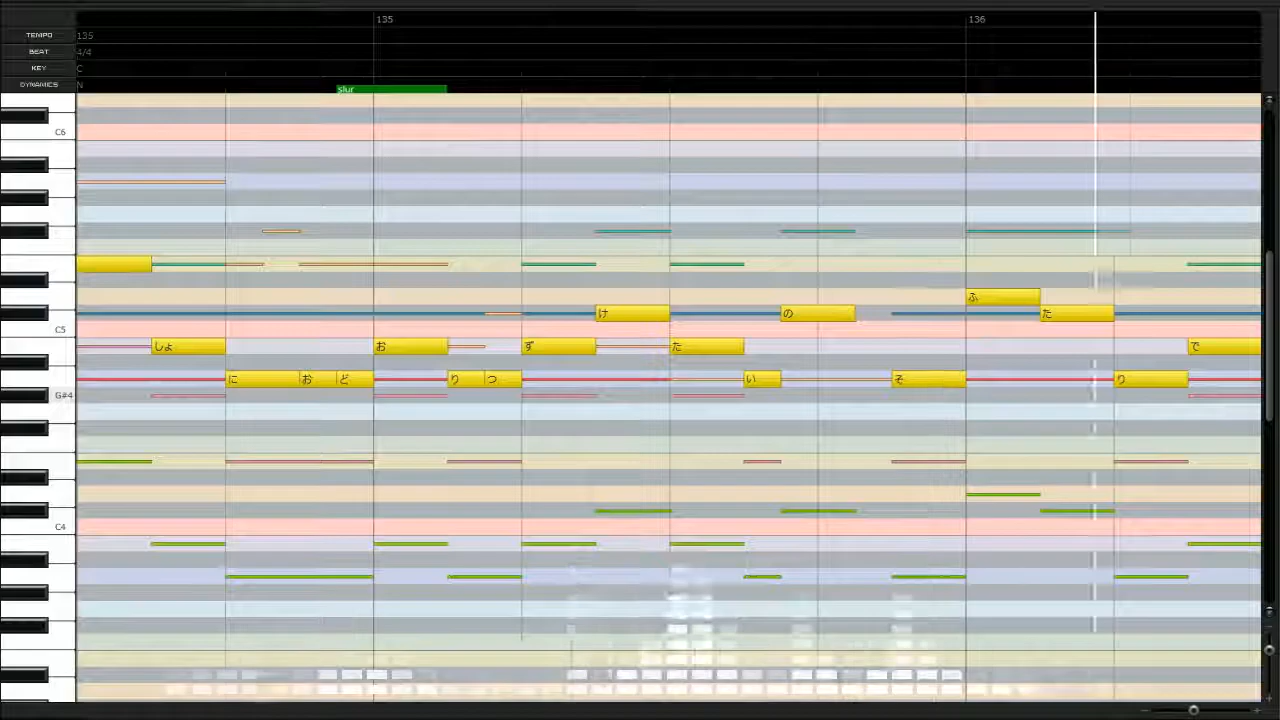 135 136
TEMPO 135
BEAT 4/4
KEY C
DYNAMICS N
slur
C6
ふ
C5 け の た
しょ お ず た で
に お ど り つ い そ り
G#4
C4